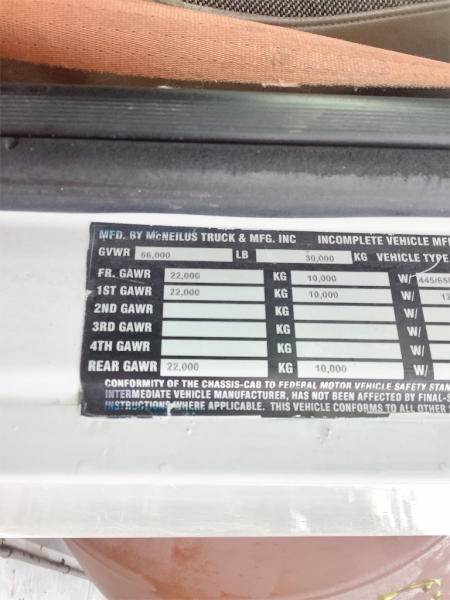 MFD. BY McNEILUS TRUCK & MFG. INC INCOMPLETE VEHICLE MF
GVWR 66,000 LB 30,000 KG VEHICLE TYPE
FR. GAWR 22,000 KG 10,000 W/ 445/65
1ST GAWR 22,000 KG 10,000 W/ 12
2ND GAWR KG W/
3RD GAWR KG W/
4TH GAWR KG W/
REAR GAWR 22,000 KG 10,000 W/
CONFORMITY OF THE CHASSIS-CAB TO FEDERAL MOTOR VEHICLE SAFETY STAN
INTERMEDIATE VEHICLE MANUFACTURER, HAS NOT BEEN AFFECTED BY FINAL-S
INSTRUCTIONS WHERE APPLICABLE. THIS VEHICLE CONFORMS TO ALL OTHER